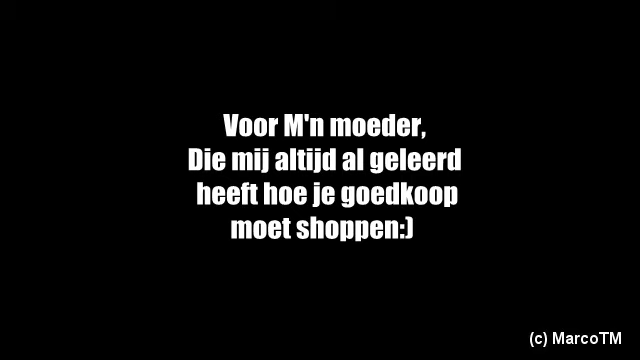 Voor M'n moeder,
Die mij altijd al geleerd
heeft hoe je goedkoop
moet shoppen:)
(c) MarcoTM